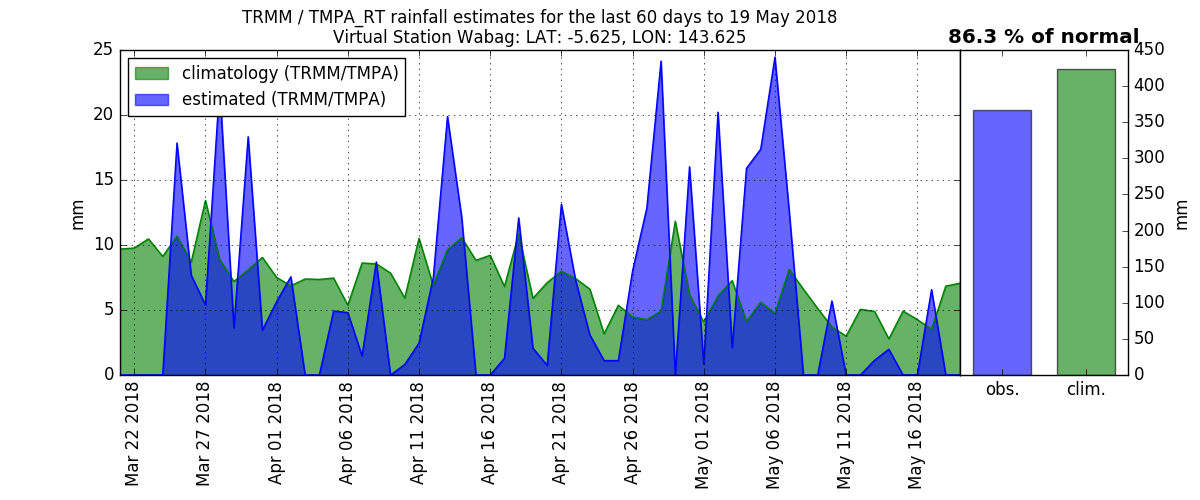 TRMM / TMPA_RT rainfall estimates for the last 60 days to 19 May 2018
Virtual Station Wabag: LAT: -5.625, LON: 143.625
86.3 % of normal
climatology (TRMM/TMPA)
estimated (TRMM/TMPA)
25
20
15
10
5
0
mm
Mar 22 2018
Mar 27 2018
Apr 01 2018
Apr 06 2018
Apr 11 2018
Apr 16 2018
Apr 21 2018
Apr 26 2018
May 01 2018
May 06 2018
May 11 2018
May 16 2018
obs.
clim.
450
400
350
300
250
200
150
100
50
0
mm